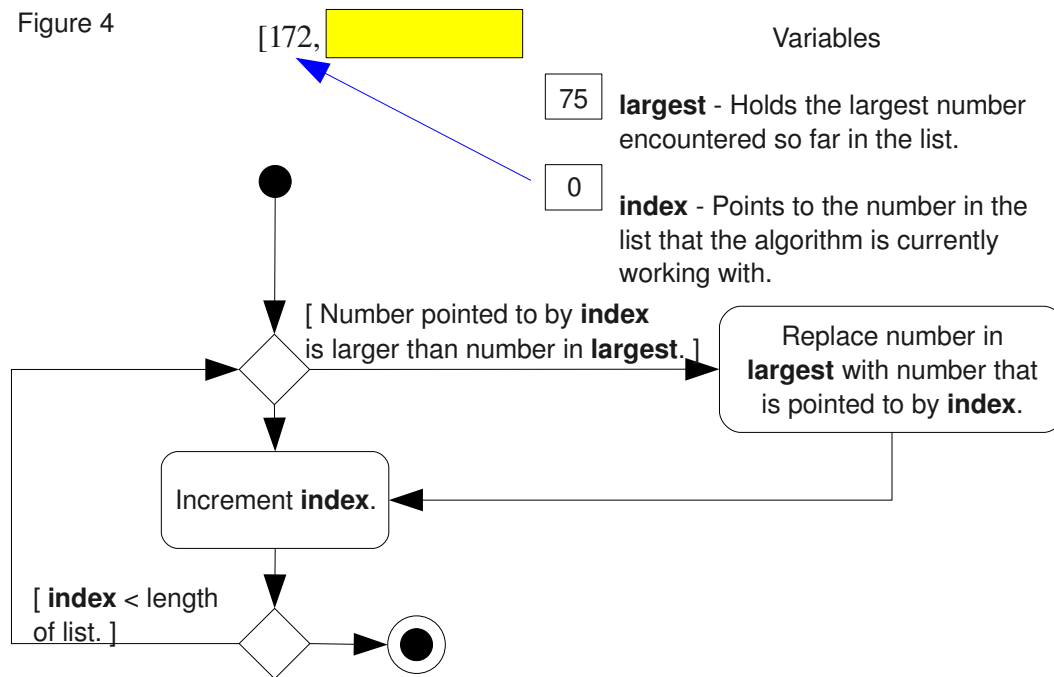 Figure 4
[172,
Variables
75
largest - Holds the largest number
encountered so far in the list.
0
index - Points to the number in the
list that the algorithm is currently
working with.
[ Number pointed to by index
is larger than number in largest. ]
Replace number in
largest with number that
is pointed to by index.
Increment index.
[ index < length
of list. ]